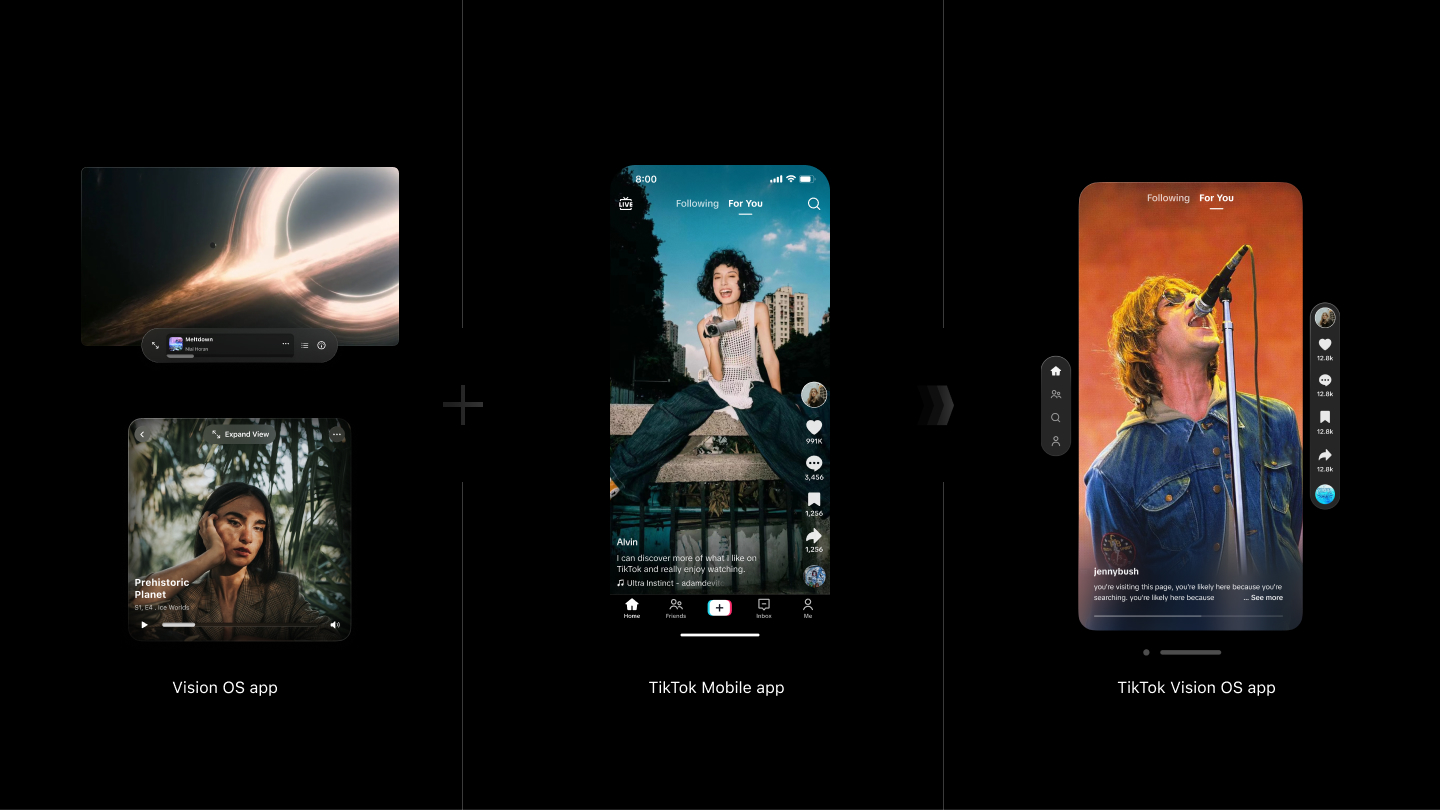 Meltdown
Niel Horan
Expand View
Prehistoric
Planet
S1, E4 . Ice Worlds
Vision OS app
8:00
LIVE
Following
For You
991K
3,456
1,256
1,256
Alvin
I can discover more of what i like on
TikTok and really enjoy watching.
Ultra Instinct - adamdevit
Home
Friends
Inbox
Me
TikTok Mobile app
Following
For You
12.8k
12.8k
12.8k
12.8k
jennybush
you're visiting this page, you're likely here because you're
searching. you're likely here because ... See more
TikTok Vision OS app